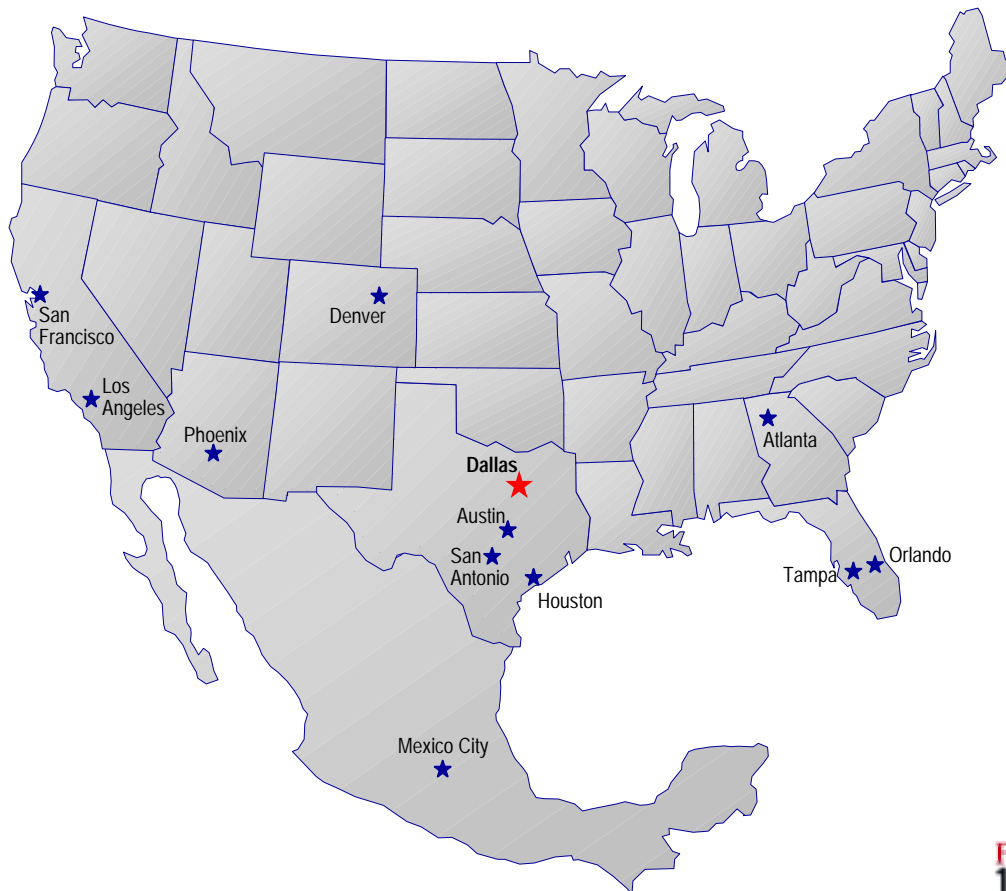 San
Francisco
Denver
Los
Angeles
Phoenix
Atlanta
Dallas
Austin
San
Antonio
Houston
Tampa
Orlando
Mexico City